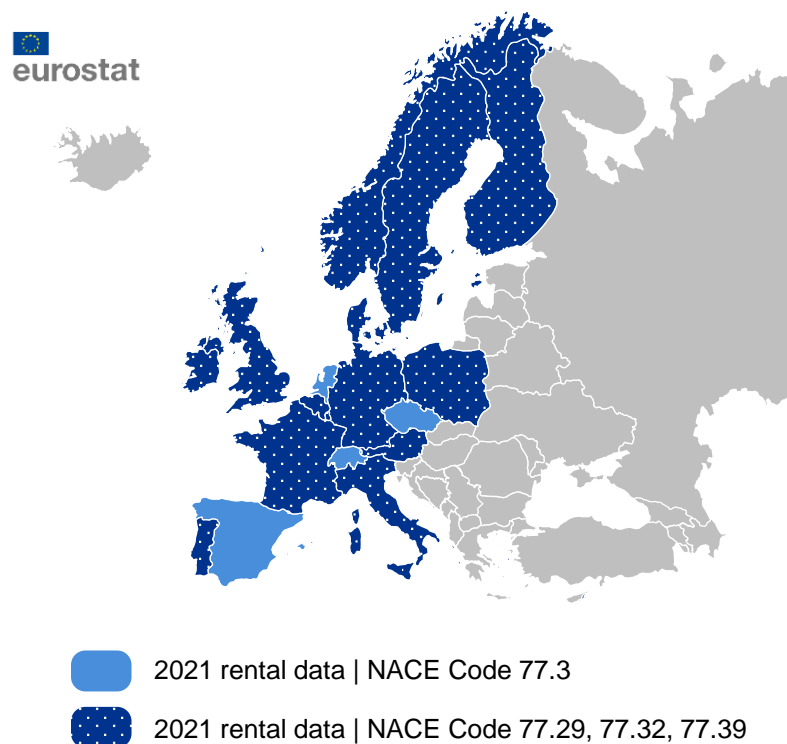 eurostat
2021 rental data | NACE Code 77.3
2021 rental data | NACE Code 77.29, 77.32, 77.39